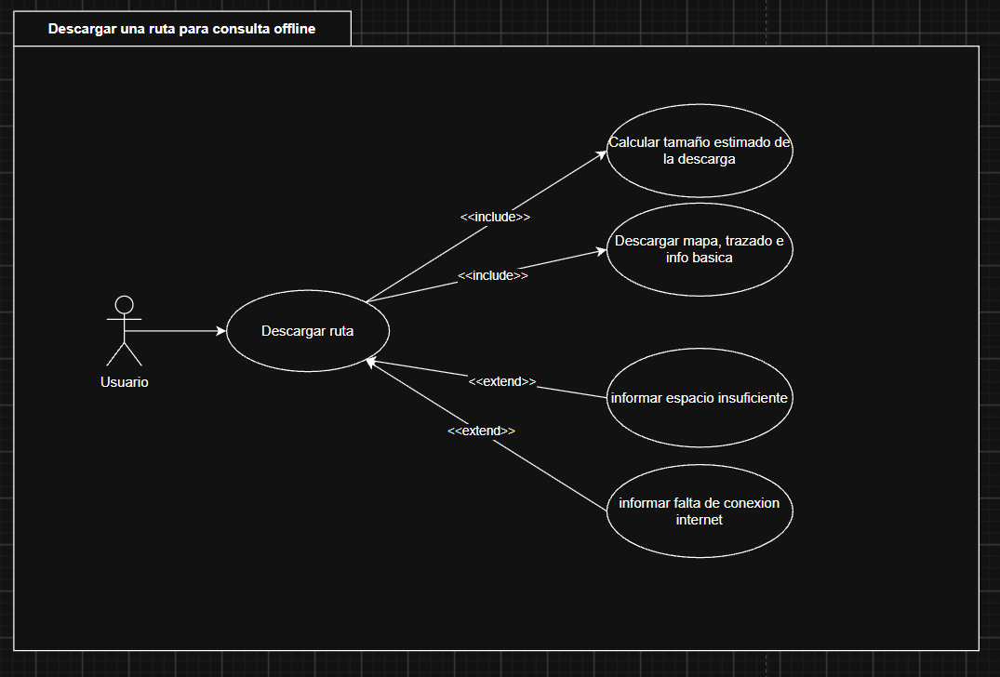 Descargar una ruta para consulta offline
Calcular tamaño estimado de
la descarga
<<include>>
Descargar mapa, trazado e
info basica
<<include>>
Descargar ruta
Usuario
<<extend>>
informar espacio insuficiente
<<extend>>
informar falta de conexion
internet